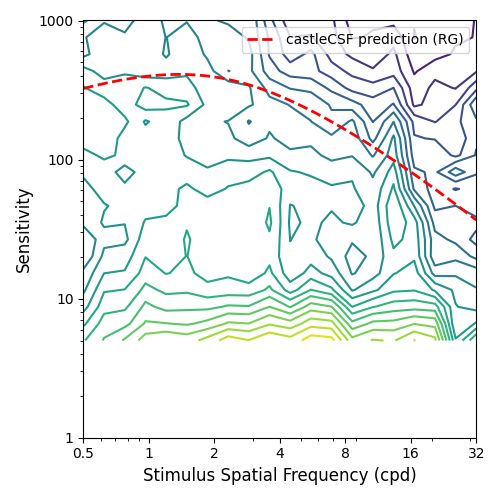 castleCSF prediction (RG)
1000
100
10
1
Sensitivity
0.5 1 2 4 8 16 32
Stimulus Spatial Frequency (cpd)